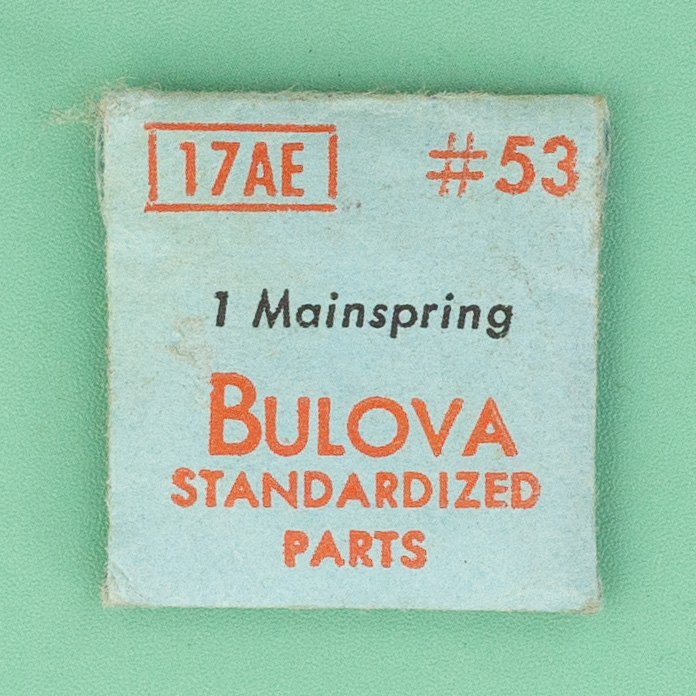 17AE #53
1 Mainspring
BULOVA
STANDARDIZED
PARTS